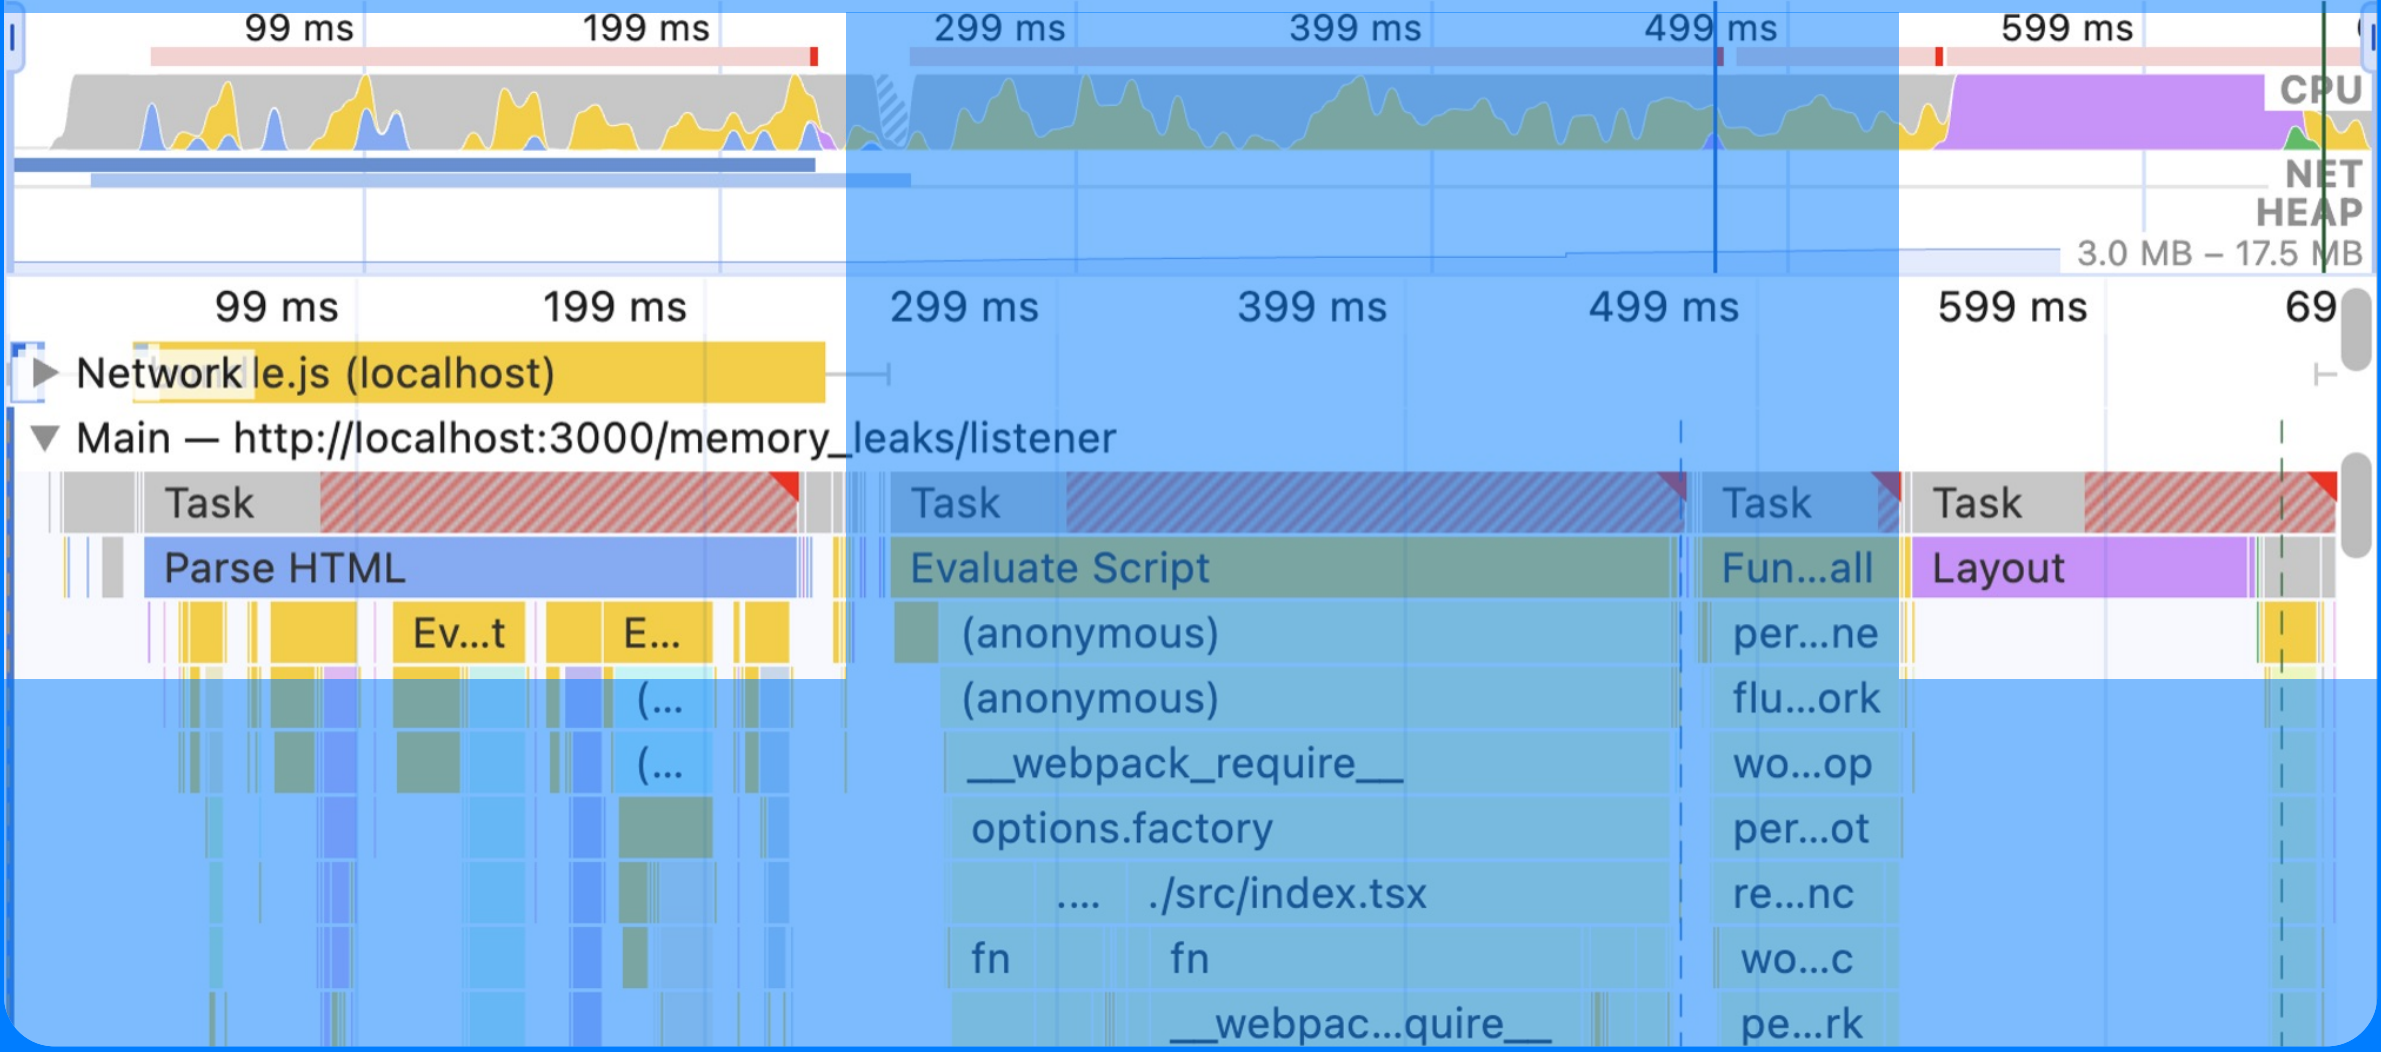 99 ms 199 ms 299 ms 399 ms 499 ms 599 ms
CPU
NET
HEAP
3.0 MB – 17.5 MB
99 ms 199 ms 299 ms 399 ms 499 ms 599 ms 69
Network le.js (localhost)
Main — http://localhost:3000/memory_leaks/listener
Task Task Task Task
Parse HTML Evaluate Script Fun...all Layout
Ev...t E... (anonymous) per...ne
(... (anonymous) flu...ork
(... __webpack_require__ wo...op
options.factory per...ot
.... ./src/index.tsx re...nc
fn fn wo...c
__webpac...quire__ pe...rk